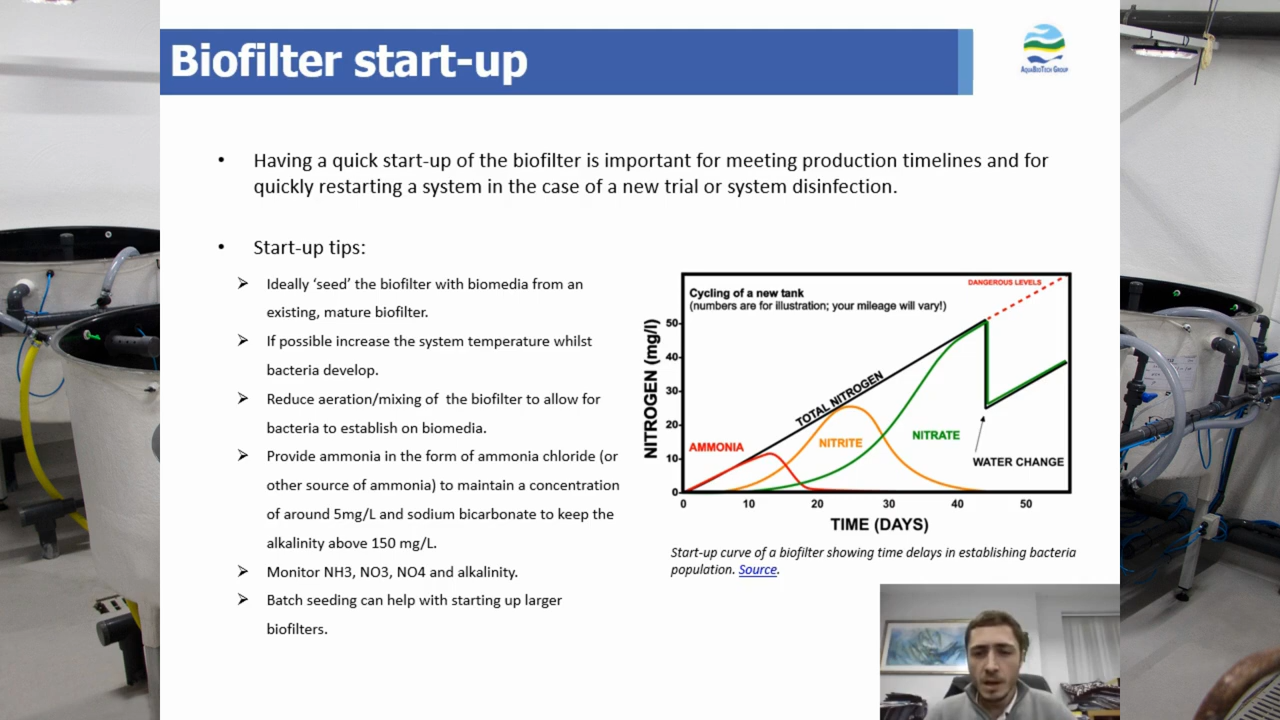 Biofilter start-up
AquaBioTech Group
• Having a quick start-up of the biofilter is important for meeting production timelines and for
quickly restarting a system in the case of a new trial or system disinfection.
• Start-up tips:
➢ Ideally ‘seed’ the biofilter with biomedia from an
existing, mature biofilter.
➢ If possible increase the system temperature whilst
bacteria develop.
➢ Reduce aeration/mixing of the biofilter to allow for
bacteria to establish on biomedia.
➢ Provide ammonia in the form of ammonia chloride (or
other source of ammonia) to maintain a concentration
of around 5mg/L and sodium bicarbonate to keep the
alkalinity above 150 mg/L.
➢ Monitor NH3, NO3, NO4 and alkalinity.
➢ Batch seeding can help with starting up larger
biofilters.
DANGEROUS LEVELS
Cycling of a new tank
(numbers are for illustration; your mileage will vary!)
NITROGEN (mg/l)
50
40
30
20
10
0
TOTAL NITROGEN
AMMONIA
NITRITE
NITRATE
WATER CHANGE
0 10 20 30 40 50
TIME (DAYS)
Start-up curve of a biofilter showing time delays in establishing bacteria
population. Source.